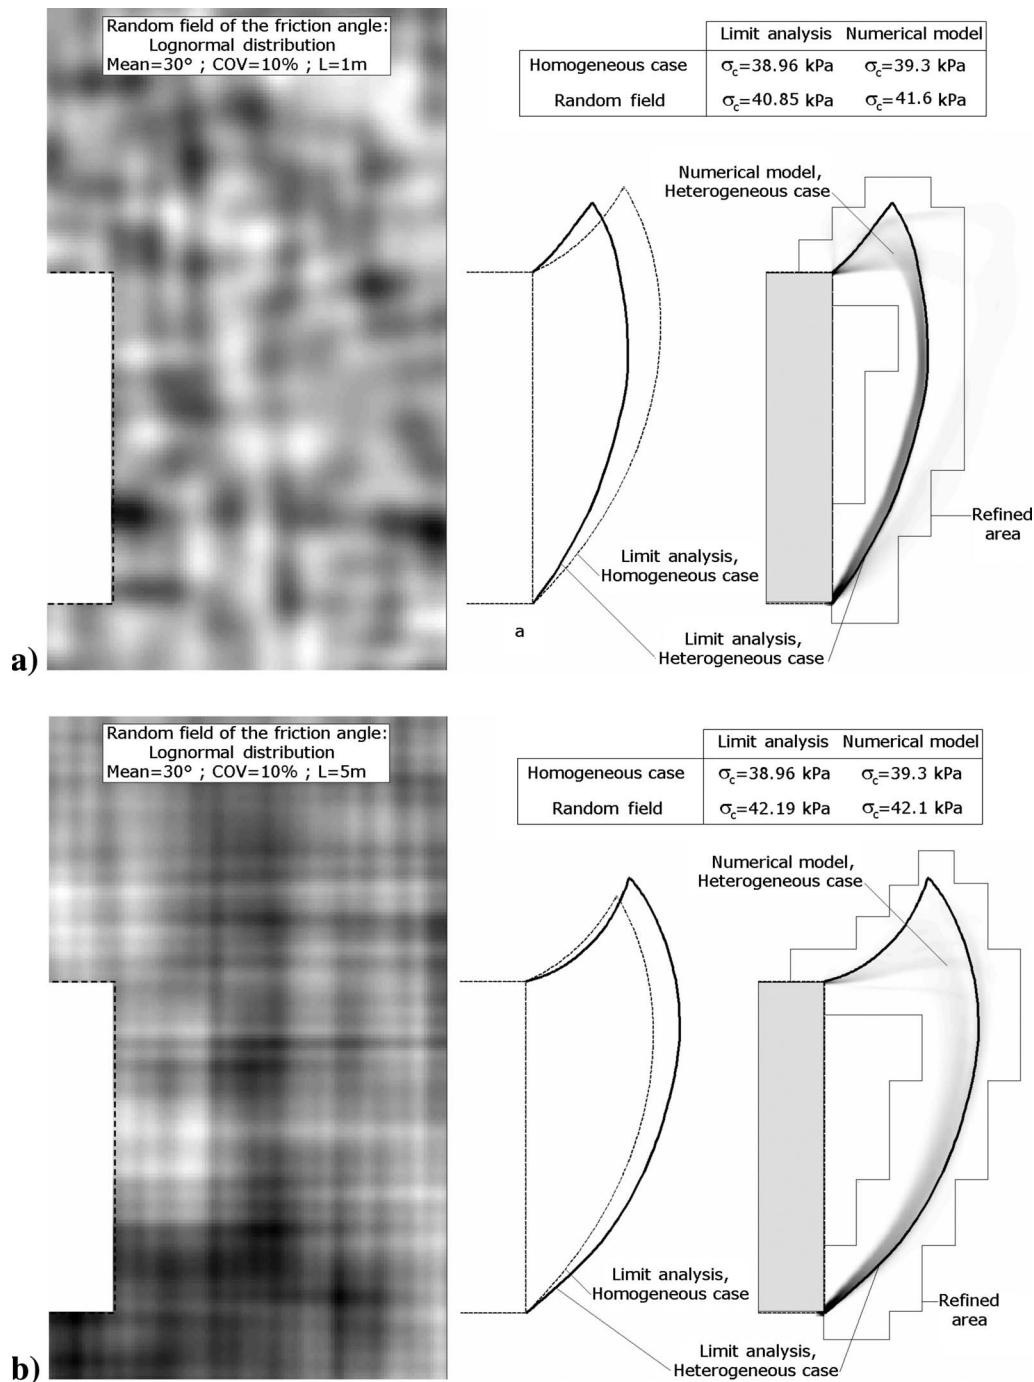 Random field of the friction angle:
Lognormal distribution
Mean=30° ; COV=10% ; L=1m
Limit analysis Numerical model
Homogeneous case σc=38.96 kPa σc=39.3 kPa
Random field σc=40.85 kPa σc=41.6 kPa
Numerical model,
Heterogeneous case
Refined
area
Limit analysis,
Homogeneous case
a
Limit analysis,
Heterogeneous case
a)
Random field of the friction angle:
Lognormal distribution
Mean=30° ; COV=10% ; L=5m
Limit analysis Numerical model
Homogeneous case σc=38.96 kPa σc=39.3 kPa
Random field σc=42.19 kPa σc=42.1 kPa
Numerical model,
Heterogeneous case
Limit analysis,
Homogeneous case
Refined
area
Limit analysis,
Heterogeneous case
b)